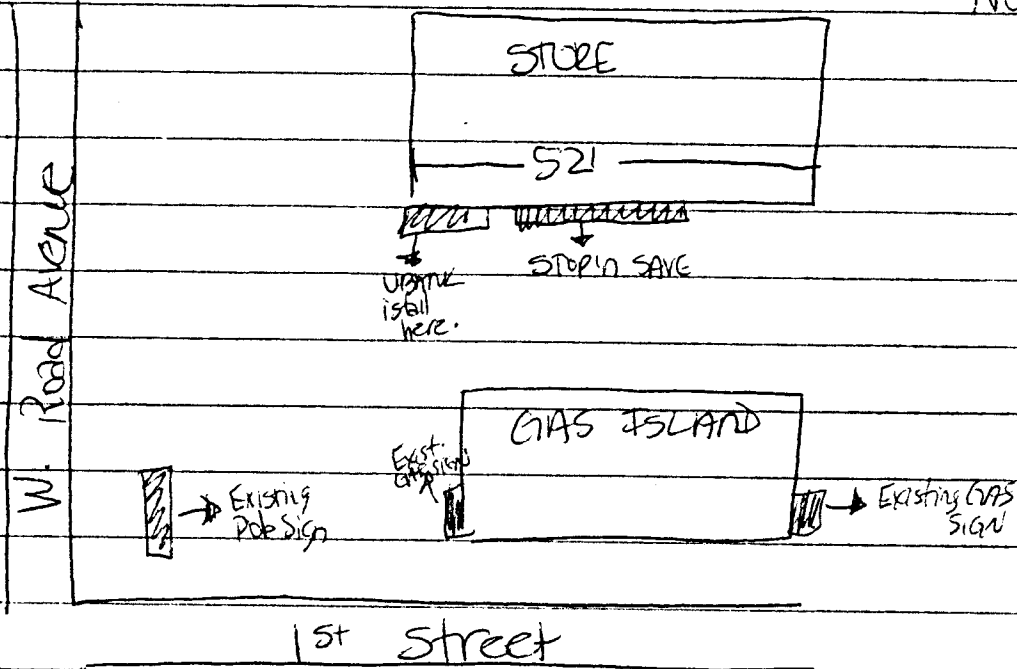 STORE
52'
UBANK
istall
here.
STOP'n SAVE
W. Road Avenue
GAS ISLAND
Exist.
GAS SIGN
Existing
Pole Sign
Existing GAS
SIGN
1st Street